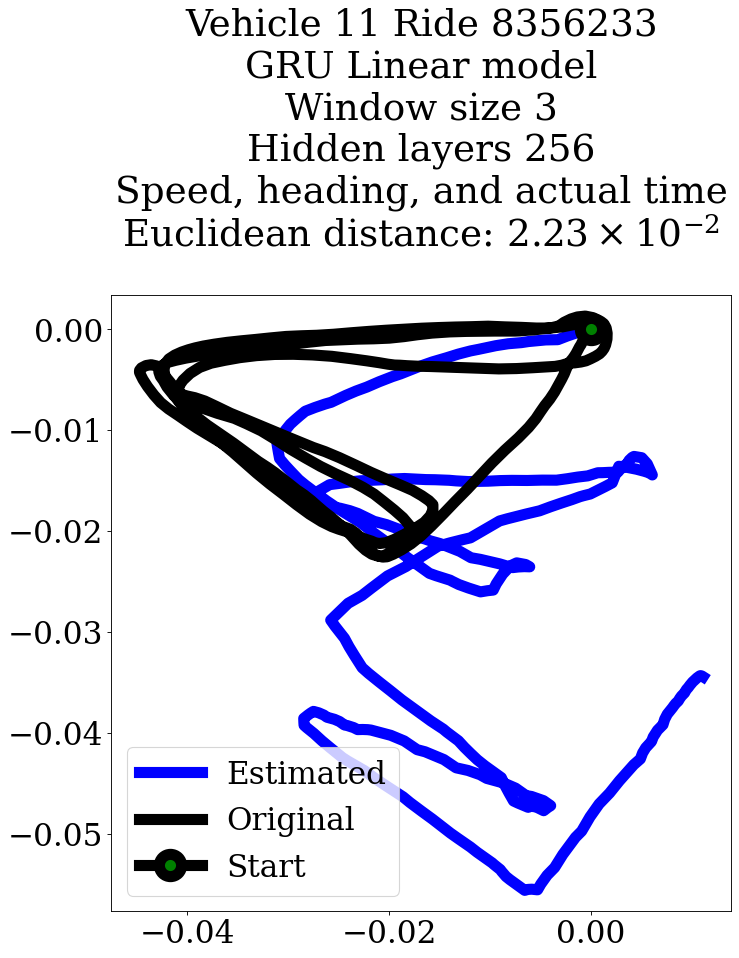 Vehicle 11 Ride 8356233
GRU Linear model
Window size 3
Hidden layers 256
Speed, heading, and actual time
Euclidean distance: 2.23 × 10⁻²
0.00
−0.01
−0.02
−0.03
−0.04
−0.05
Estimated
Original
Start
−0.04 −0.02 0.00